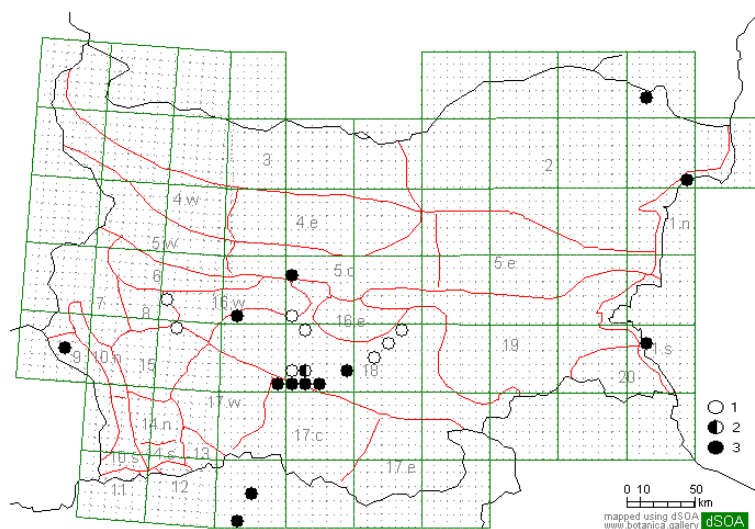 3
2
4.w
4.e
1.n
5.w
5.c
5.e
6
7
8
16.w
16.e
9
10.n
15
18
19
1.s
20
17.w
14.n
17.c
10.s
14.s
13
17.e
11
12
1
2
3
0 10 50
km
mapped using dSOA
www.botanica.gallery
dSOA